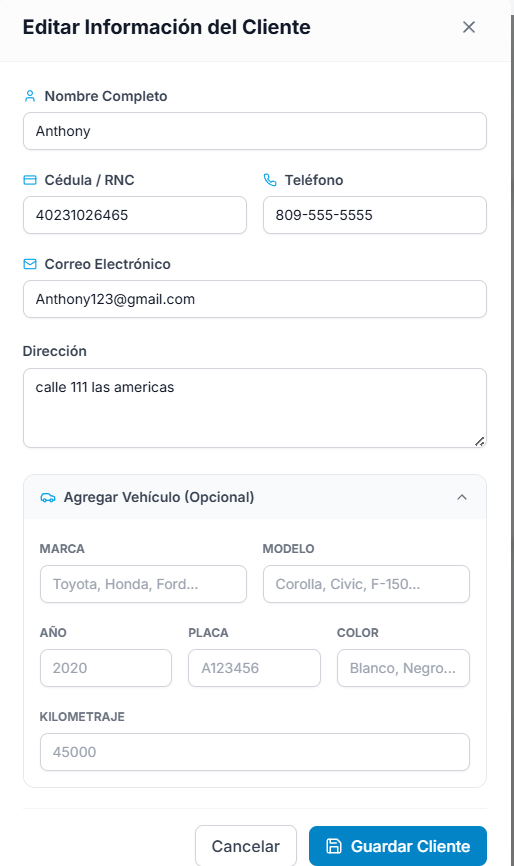 Editar Información del Cliente
Nombre Completo
Anthony
Cédula / RNC
Teléfono
40231026465
809-555-5555
Correo Electrónico
Anthony123@gmail.com
Dirección
calle 111 las americas
Agregar Vehículo (Opcional)
MARCA
MODELO
Toyota, Honda, Ford...
Corolla, Civic, F-150...
AÑO
PLACA
COLOR
2020
A123456
Blanco, Negro...
KILOMETRAJE
45000
Cancelar
Guardar Cliente